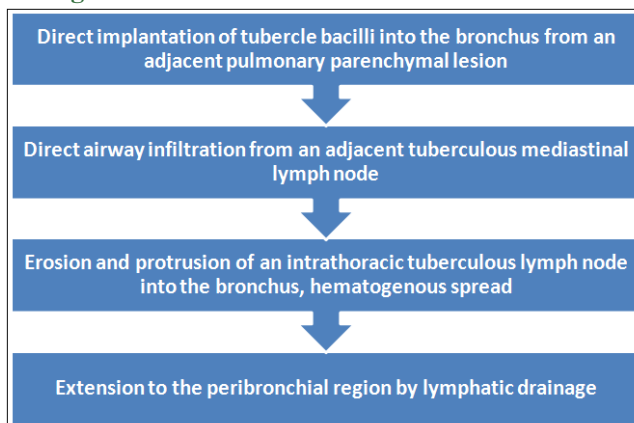 Direct implantation of tubercle bacilli into the bronchus from an
adjacent pulmonary parenchymal lesion
Direct airway infiltration from an adjacent tuberculous mediastinal
lymph node
Erosion and protrusion of an intrathoracic tuberculous lymph node
into the bronchus, hematogenous spread
Extension to the peribronchial region by lymphatic drainage